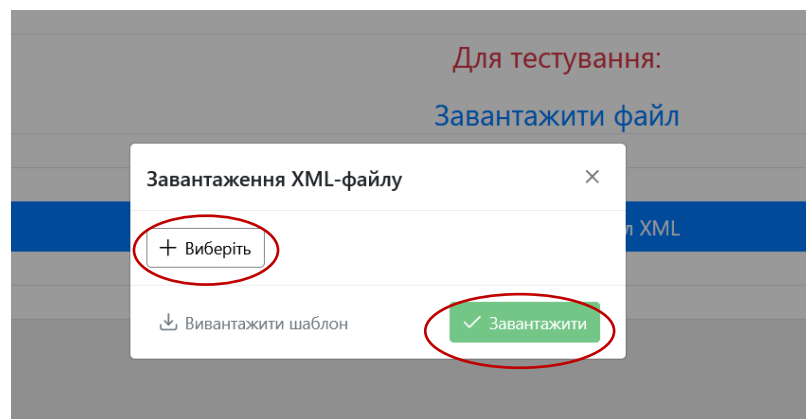 Для тестування:
Завантажити файл
Завантаження XML-файлу
XML
Виберіть
Вивантажити шаблон
Завантажити